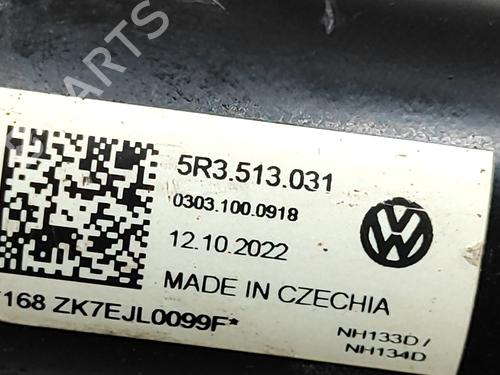 5R3.513.031
0303.100.0918
12.10.2022
MADE IN CZECHIA
168 ZK7EJL0099F*
NH133D /
NH134D